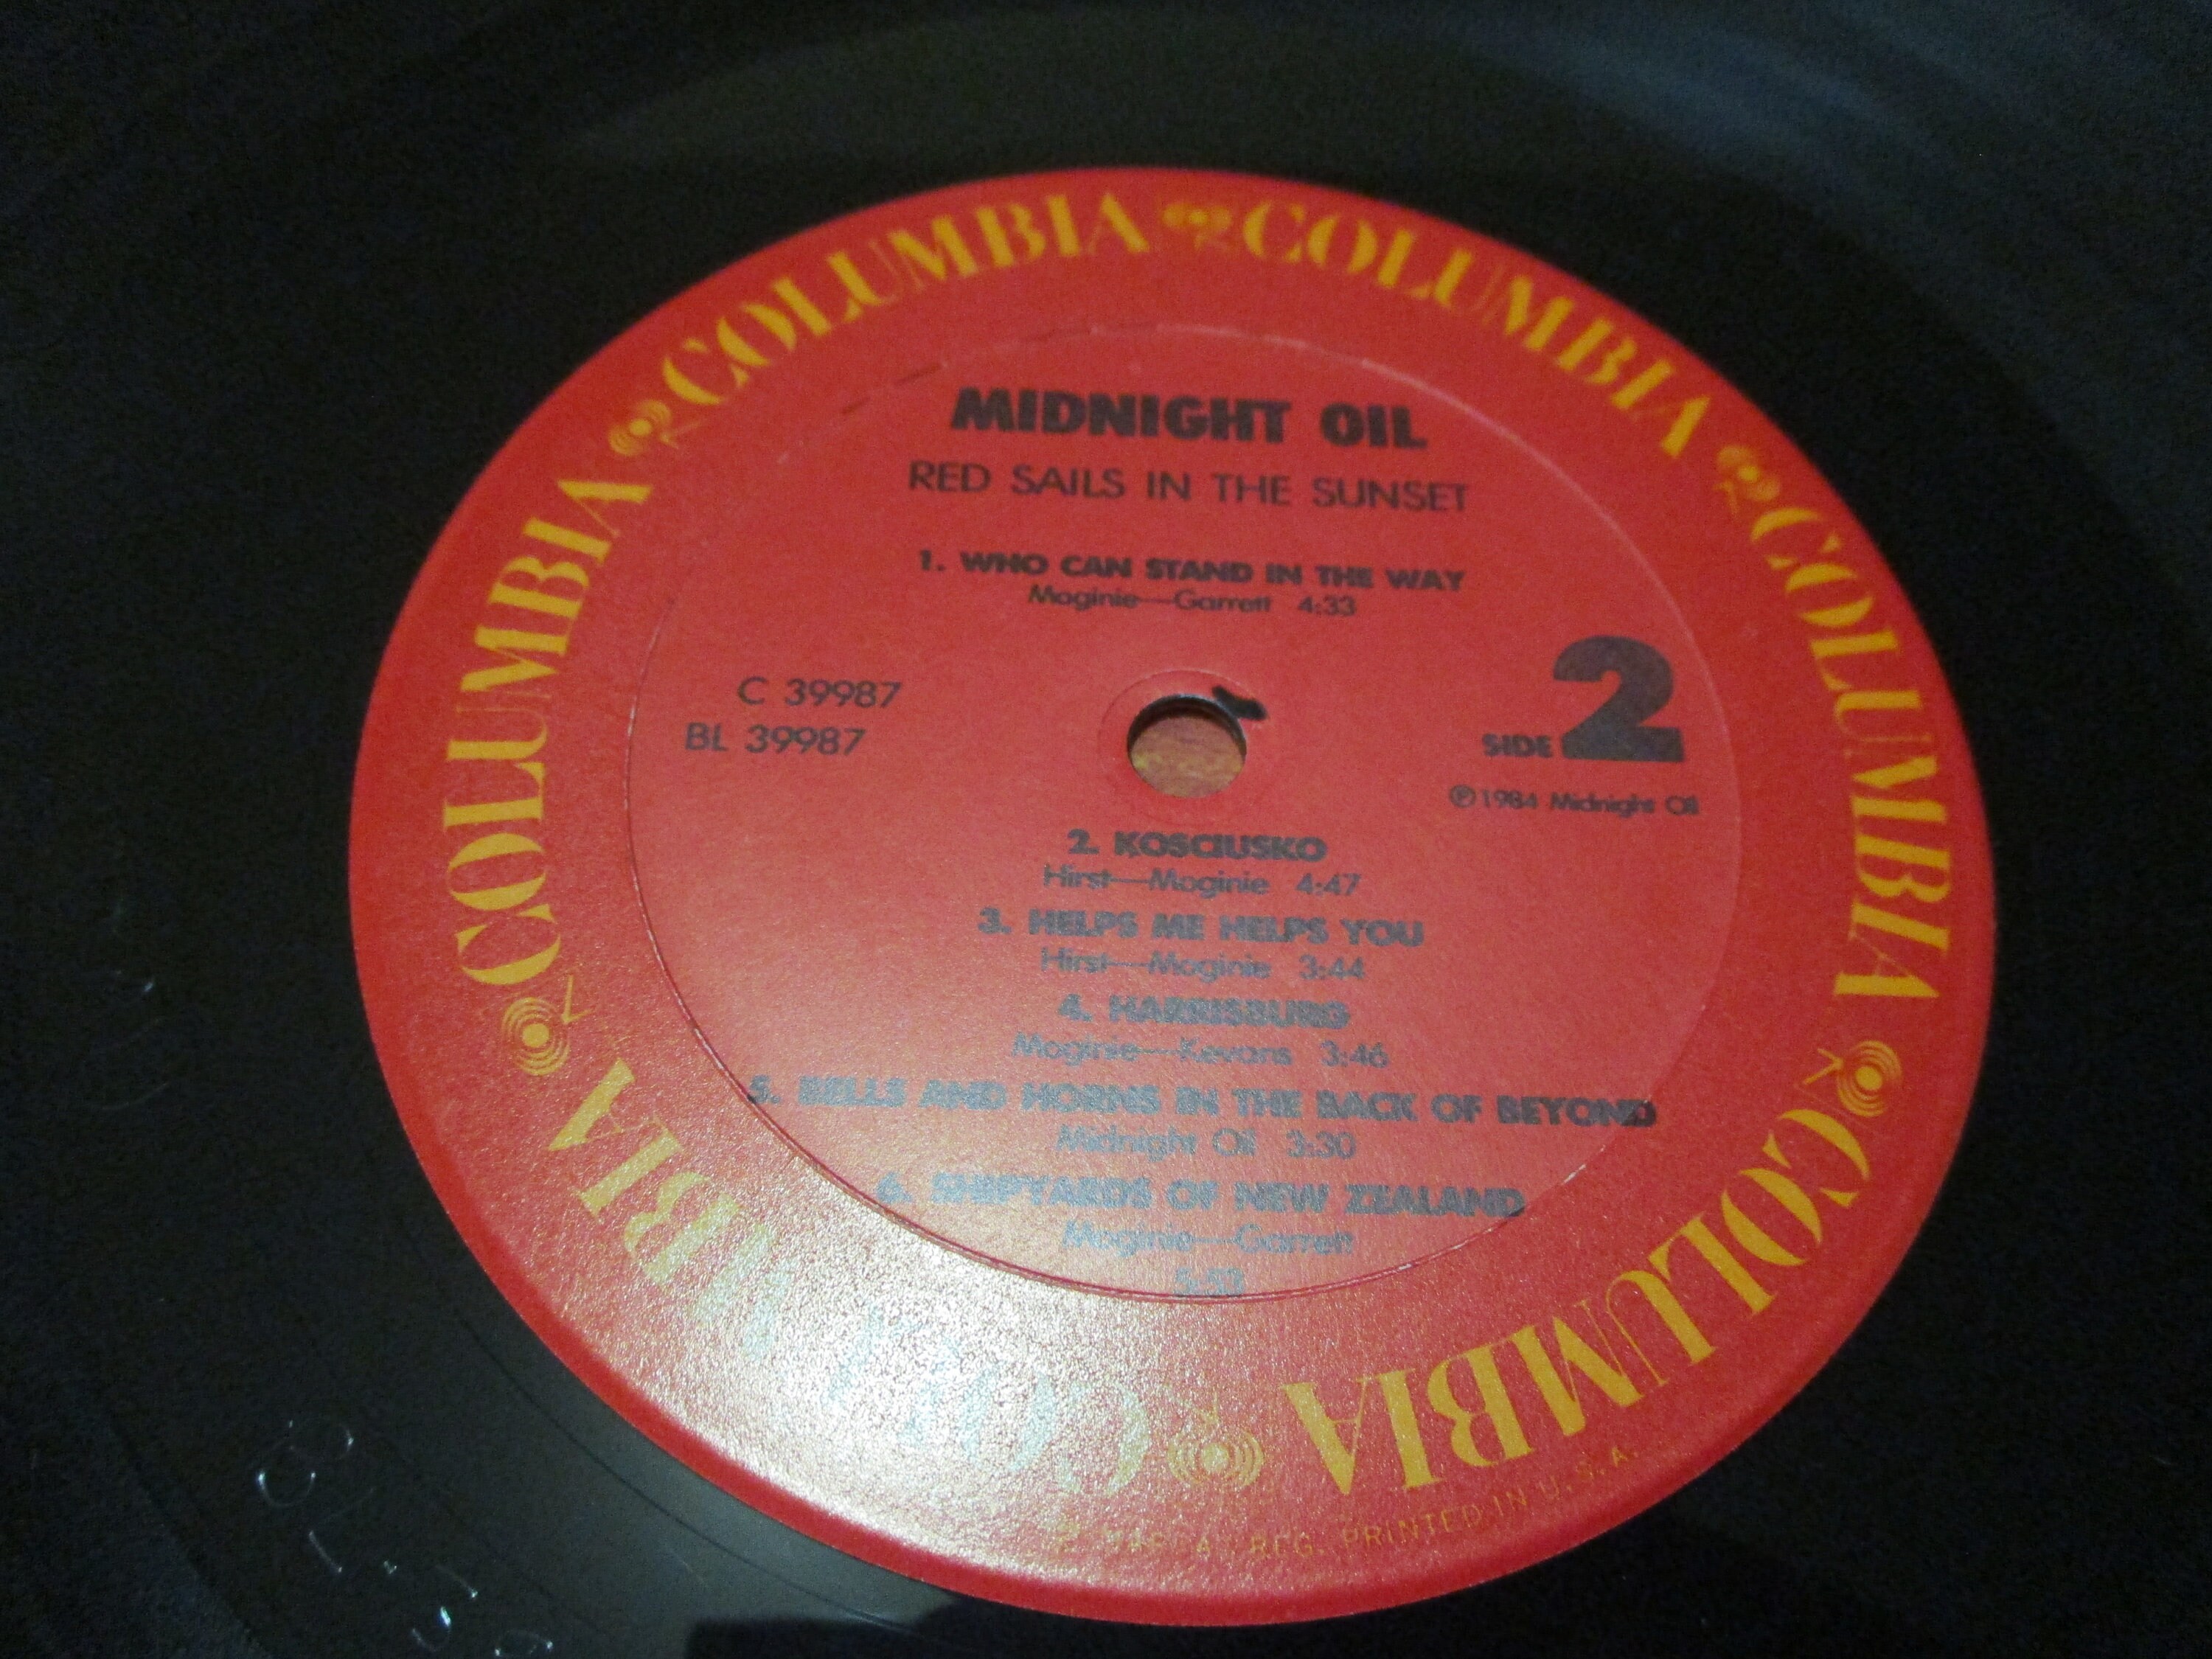 COLUMBIA COLUMBIA COLUMBIA COLUMBIA COLUMBIA COLUMBIA
MIDNIGHT OIL
RED SAILS IN THE SUNSET
1. WHO CAN STAND IN THE WAY
Moginie—Garrett 4:33
C 39987
BL 39987
SIDE 2
℗ 1984 Midnight Oil
2. KOSCIUSKO
Hirst—Moginie 4:47
3. HELPS ME HELPS YOU
Hirst—Moginie 3:44
4. HARRISBURG
Moginie—Kevans 3:46
5. BELLS AND HORNS IN THE BACK OF BEYOND
Midnight Oil 3:30
6. SHIPYARDS OF NEW ZEALAND
Moginie—Garrett
REG. PRINTED IN U.S.A.